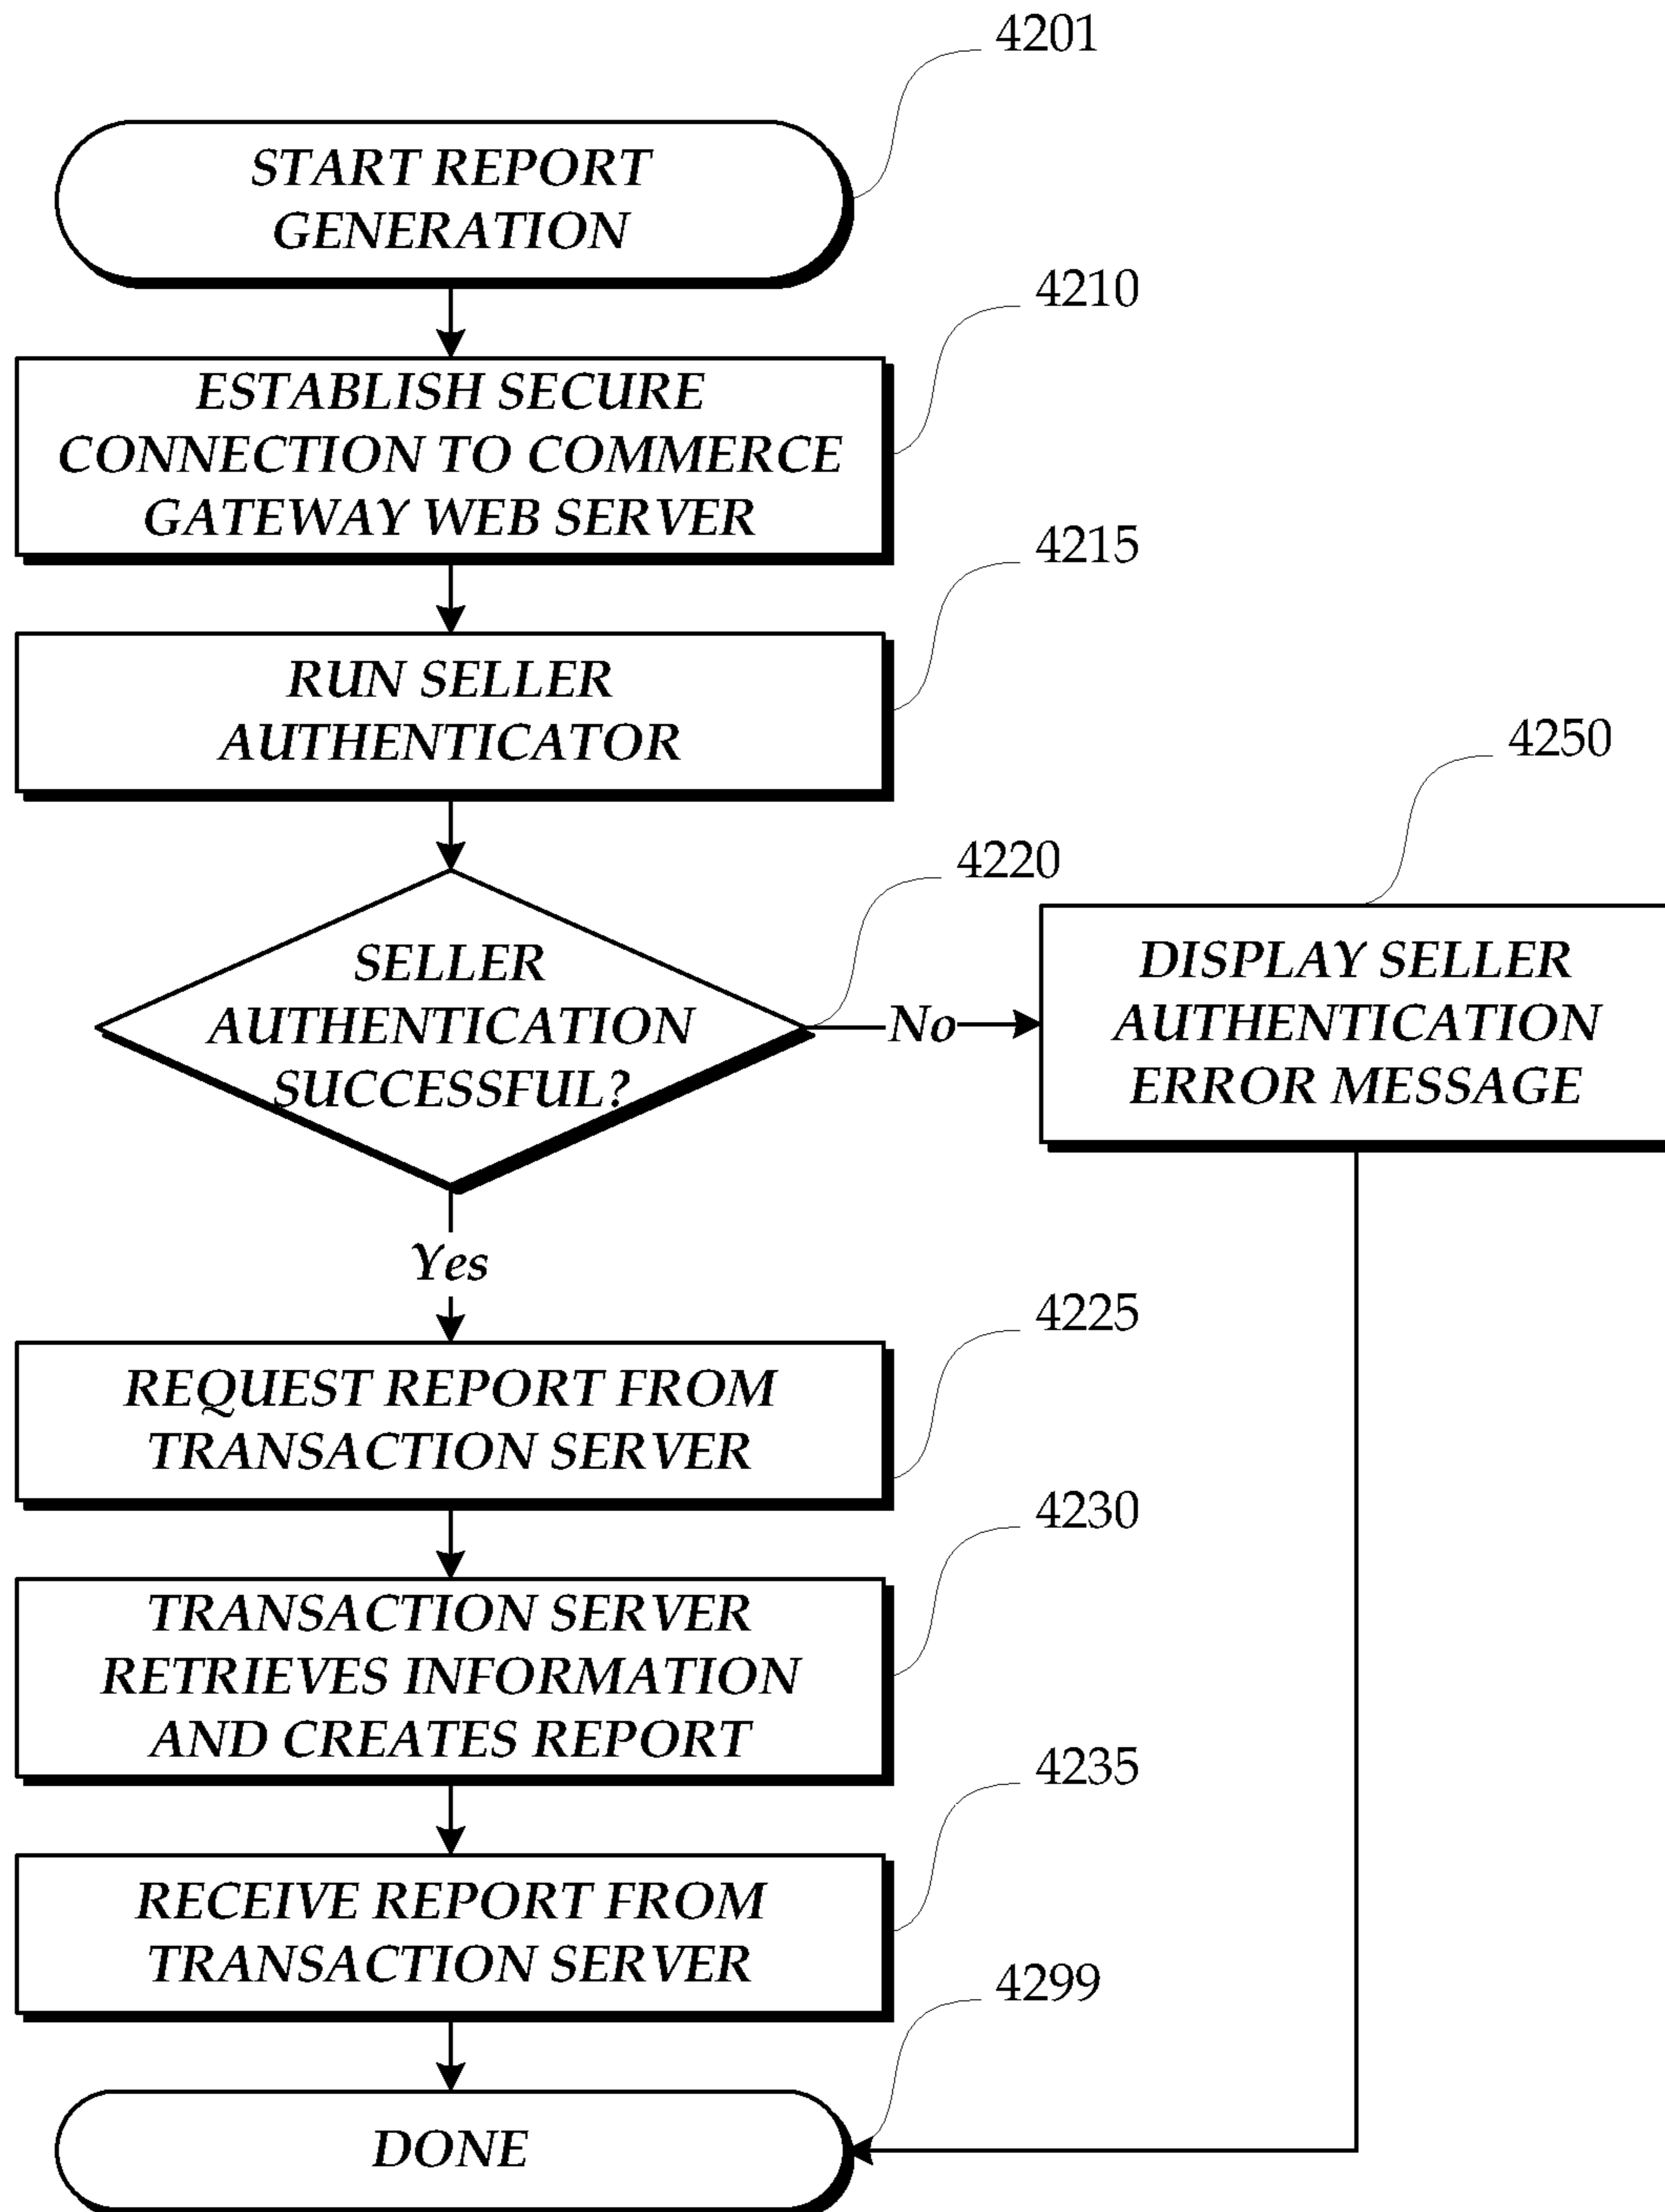 4201
START REPORT
GENERATION
4210
ESTABLISH SECURE
CONNECTION TO COMMERCE
GATEWAY WEB SERVER
4215
RUN SELLER
AUTHENTICATOR
4220
SELLER
AUTHENTICATION
SUCCESSFUL?
No
4250
DISPLAY SELLER
AUTHENTICATION
ERROR MESSAGE
Yes
4225
REQUEST REPORT FROM
TRANSACTION SERVER
4230
TRANSACTION SERVER
RETRIEVES INFORMATION
AND CREATES REPORT
4235
RECEIVE REPORT FROM
TRANSACTION SERVER
4299
DONE